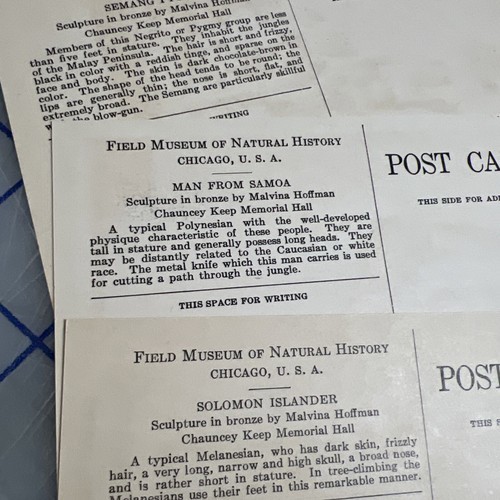 SEMANG
Sculpture in bronze by Malvina Hoffman
Chauncey Keep Memorial Hall
Members of this Negrito or Pygmy group are less
than five feet in stature. They inhabit the jungles
of the Malay Peninsula. The hair is short and frizzy,
black in color with a reddish tinge, and sparse on the
face and body. The skin is dark chocolate-brown in
color. The shape of the head tends to be round; the
lips are generally thin; the nose is short, flat, and
extremely broad. The Semang are particularly skillful
with the blow-gun.
WRITING
FIELD MUSEUM OF NATURAL HISTORY
CHICAGO, U. S. A.
MAN FROM SAMOA
Sculpture in bronze by Malvina Hoffman
Chauncey Keep Memorial Hall
A typical Polynesian with the well-developed
physique characteristic of these people. They are
tall in stature and generally possess long heads. They
may be distantly related to the Caucasian or white
race. The metal knife which this man carries is used
for cutting a path through the jungle.
THIS SPACE FOR WRITING
POST CA
THIS SIDE FOR AD
FIELD MUSEUM OF NATURAL HISTORY
CHICAGO, U. S. A.
SOLOMON ISLANDER
Sculpture in bronze by Malvina Hoffman
Chauncey Keep Memorial Hall
A typical Melanesian, who has dark skin, frizzly
hair, a very long, narrow and high skull, a broad nose,
and is rather short in stature. In tree-climbing the
Melanesians use their feet in this remarkable manner.
POST
THIS S